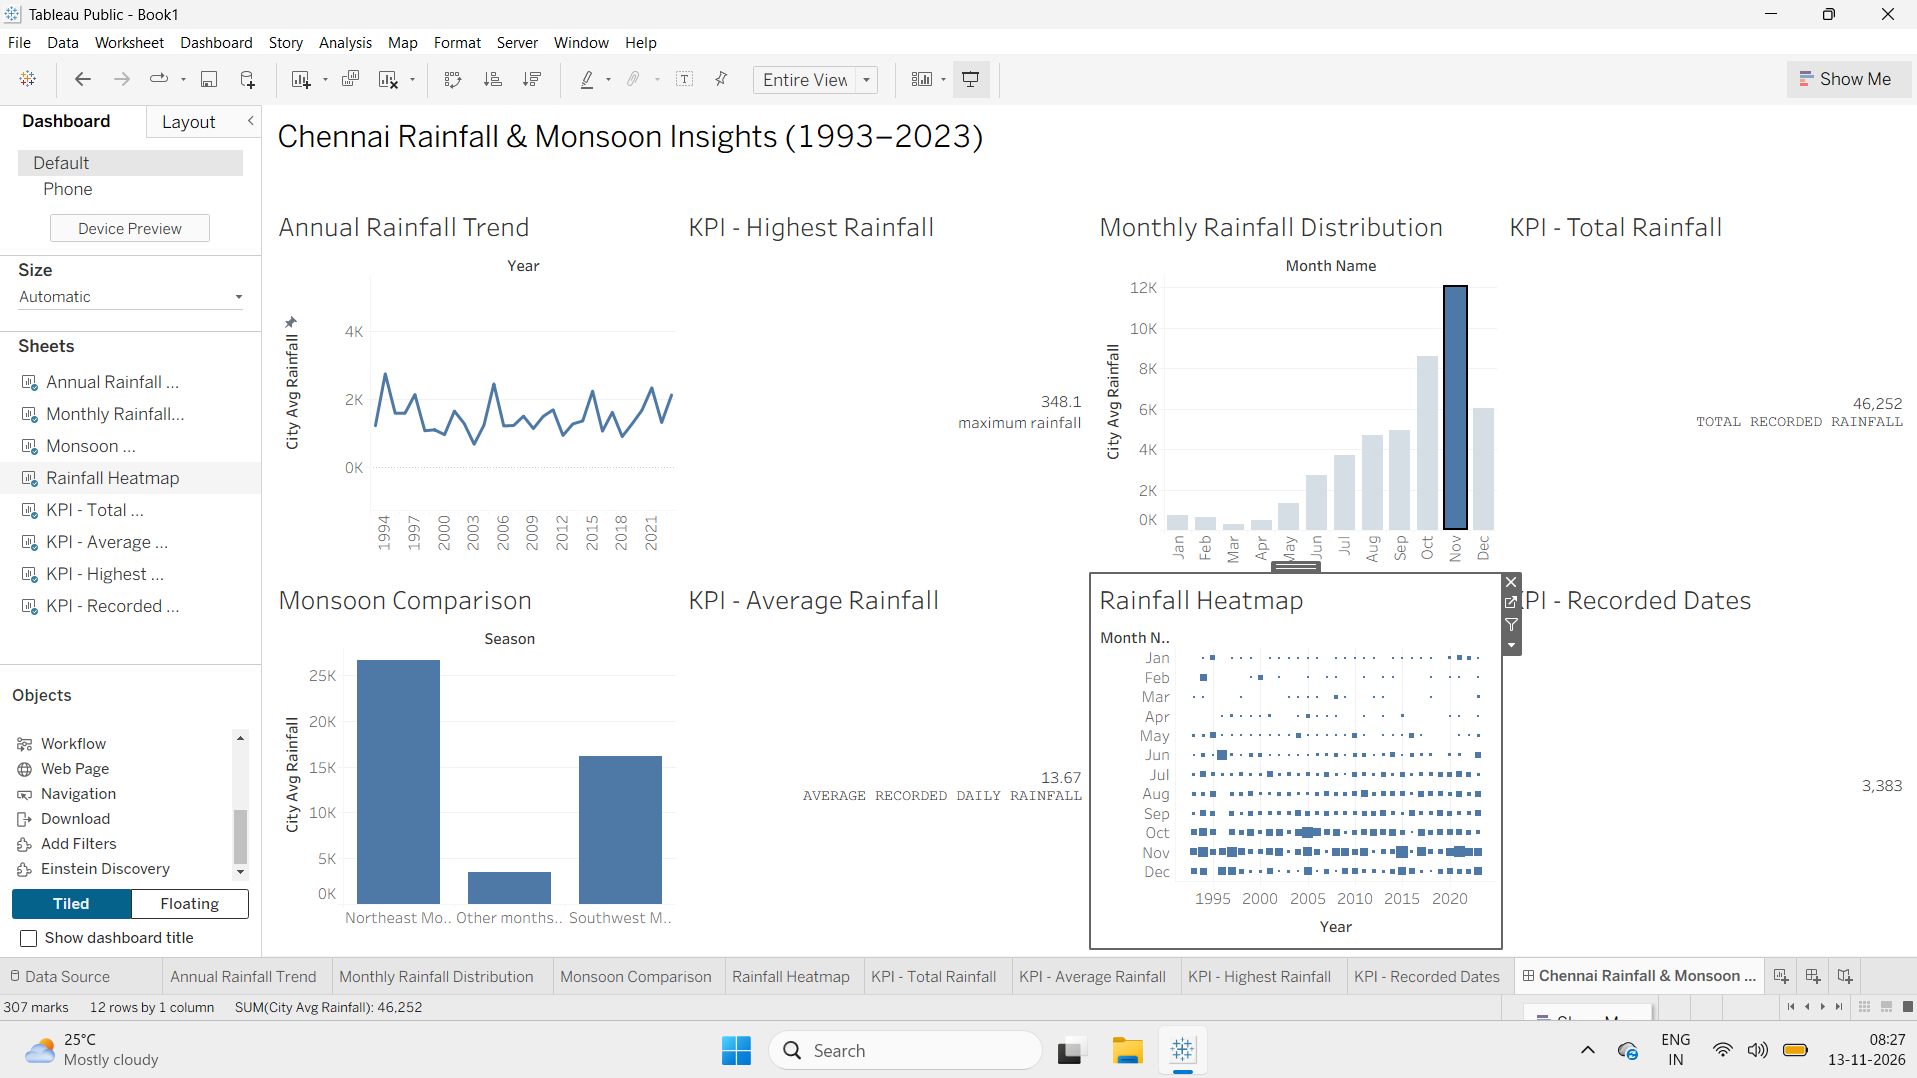 Tableau Public - Book1
File Data Worksheet Dashboard Story Analysis Map Format Server Window Help
Entire View
Show Me
Dashboard
Layout
Default
Phone
Device Preview
Size
Automatic
Sheets
Annual Rainfall ...
Monthly Rainfall...
Monsoon ...
Rainfall Heatmap
KPI - Total ...
KPI - Average ...
KPI - Highest ...
KPI - Recorded ...
Objects
Workflow
Web Page
Navigation
Download
Add Filters
Einstein Discovery
Tiled Floating
Show dashboard title
Chennai Rainfall & Monsoon Insights (1993–2023)
Annual Rainfall Trend
Year
City Avg Rainfall
4K
2K
0K
1994 1997 2000 2003 2006 2009 2012 2015 2018 2021
KPI - Highest Rainfall
348.1
maximum rainfall
Monthly Rainfall Distribution
Month Name
City Avg Rainfall
12K
10K
8K
6K
4K
2K
0K
Jan Feb Mar Apr May Jun Jul Aug Sep Oct Nov Dec
KPI - Total Rainfall
46,252
TOTAL RECORDED RAINFALL
Monsoon Comparison
Season
City Avg Rainfall
25K
20K
15K
10K
5K
0K
Northeast Mo.. Other months.. Southwest M..
KPI - Average Rainfall
13.67
AVERAGE RECORDED DAILY RAINFALL
Rainfall Heatmap
Month N..
Jan
Feb
Mar
Apr
May
Jun
Jul
Aug
Sep
Oct
Nov
Dec
1995 2000 2005 2010 2015 2020
Year
KPI - Recorded Dates
3,383
Data Source
Annual Rainfall Trend
Monthly Rainfall Distribution
Monsoon Comparison
Rainfall Heatmap
KPI - Total Rainfall
KPI - Average Rainfall
KPI - Highest Rainfall
KPI - Recorded Dates
Chennai Rainfall & Monsoon ...
307 marks 12 rows by 1 column SUM(City Avg Rainfall): 46,252
25°C
Mostly cloudy
Search
ENG
IN
08:27
13-11-2026